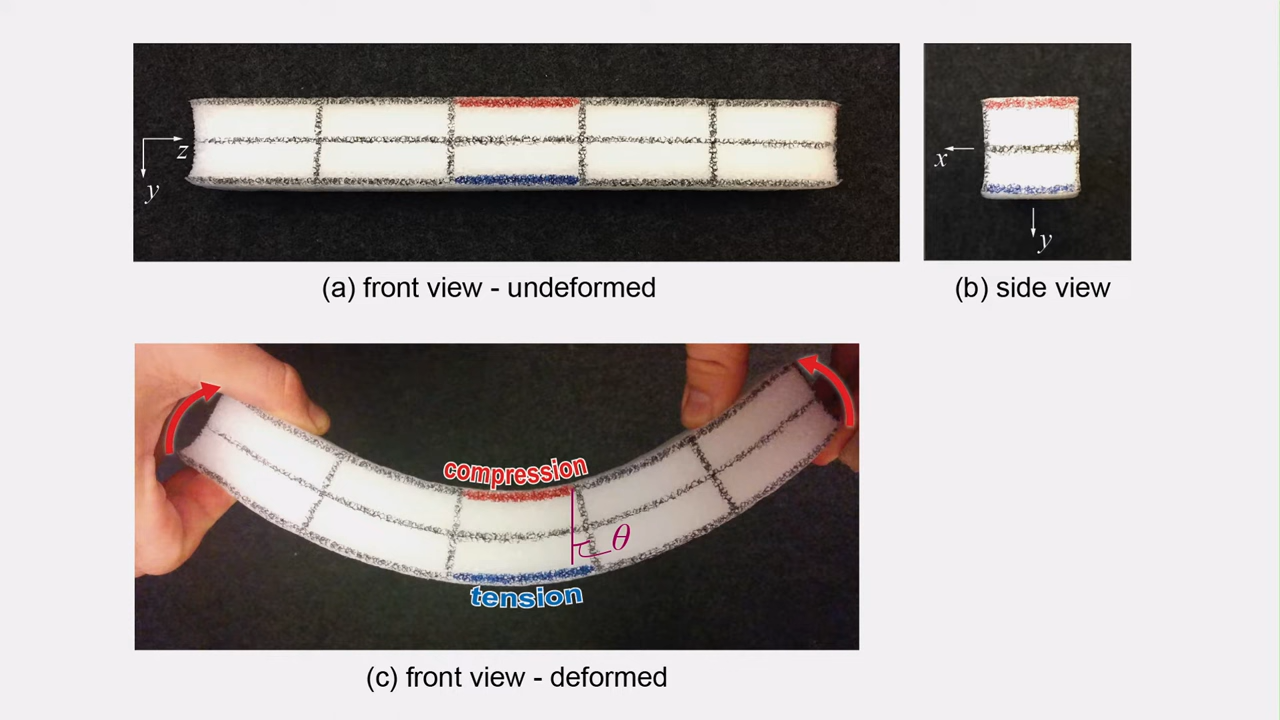 z
y
x
y
(a) front view - undeformed
(b) side view
compression
θ
tension
(c) front view - deformed